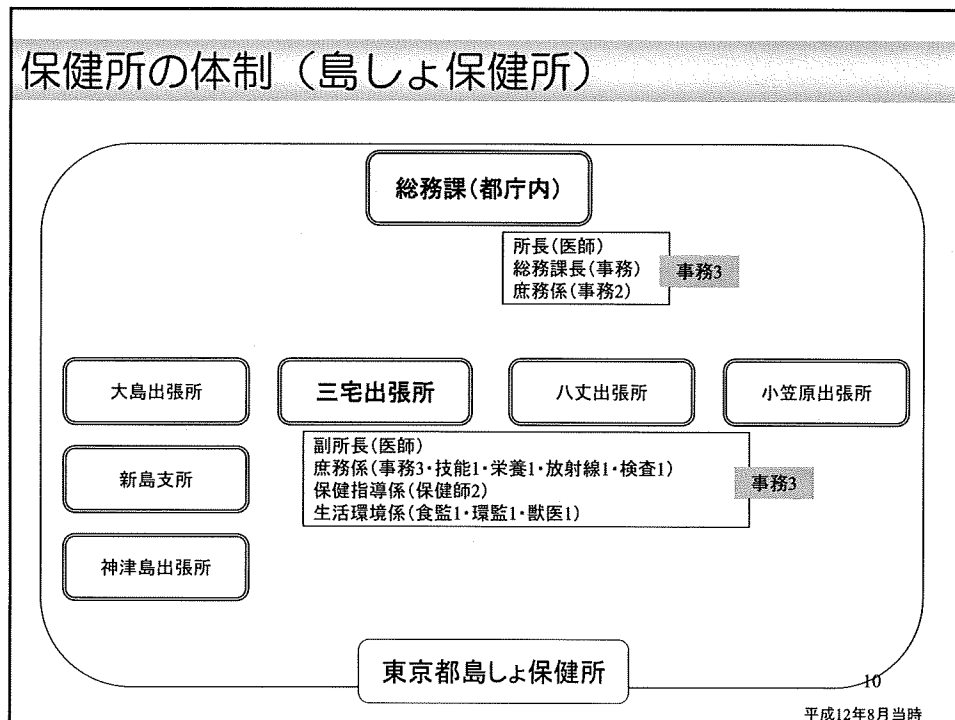 保健所の体制（島しょ保健所）
総務課（都庁内）
所長（医師）
総務課長（事務）
庶務係（事務2）
事務3
大島出張所
三宅出張所
八丈出張所
小笠原出張所
副所長（医師）
庶務係（事務3・技能1・栄養1・放射線1・検査1）
保健指導係（保健師2）
生活環境係（食監1・環監1・獣医1）
事務3
新島支所
神津島出張所
東京都島しょ保健所
10
平成12年8月当時